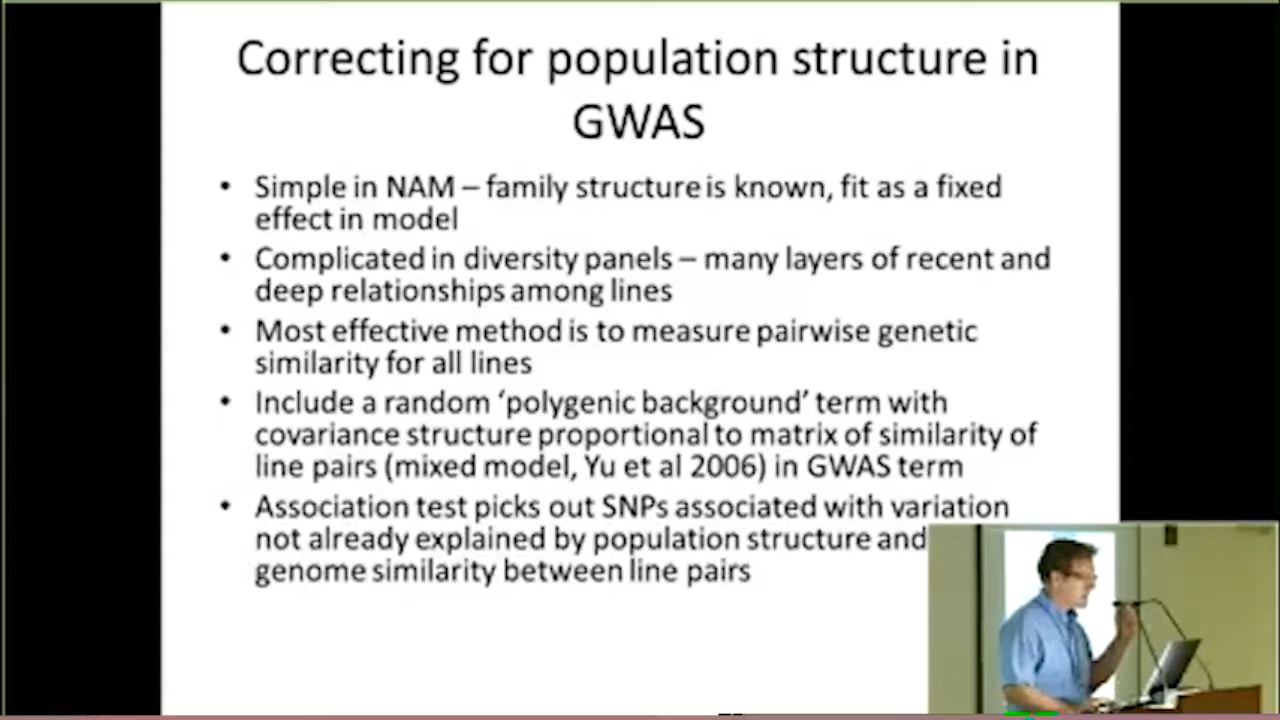 Correcting for population structure in
GWAS
• Simple in NAM – family structure is known, fit as a fixed
effect in model
• Complicated in diversity panels – many layers of recent and
deep relationships among lines
• Most effective method is to measure pairwise genetic
similarity for all lines
• Include a random ‘polygenic background’ term with
covariance structure proportional to matrix of similarity of
line pairs (mixed model, Yu et al 2006) in GWAS term
• Association test picks out SNPs associated with variation
not already explained by population structure and
genome similarity between line pairs